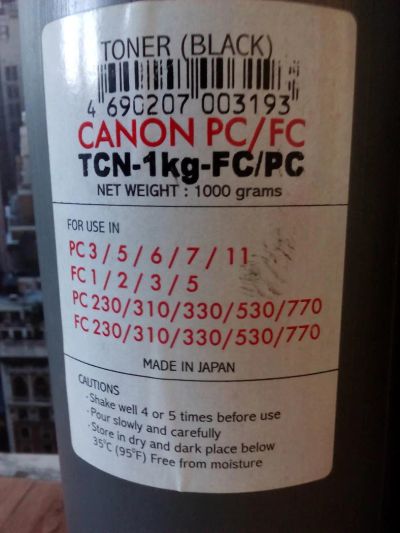 TONER (BLACK)
4 690207 003193
CANON PC/FC
TCN-1kg-FC/PC
NET WEIGHT : 1000 grams
FOR USE IN
PC 3 / 5 / 6 / 7 / 11
FC 1 / 2 / 3 / 5
PC 230/310/330/530/770
FC 230/310/330/530/770
MADE IN JAPAN
CAUTIONS
-Shake well 4 or 5 times before use
-Pour slowly and carefully
-Store in dry and dark place below
35°C (95°F) Free from moisture